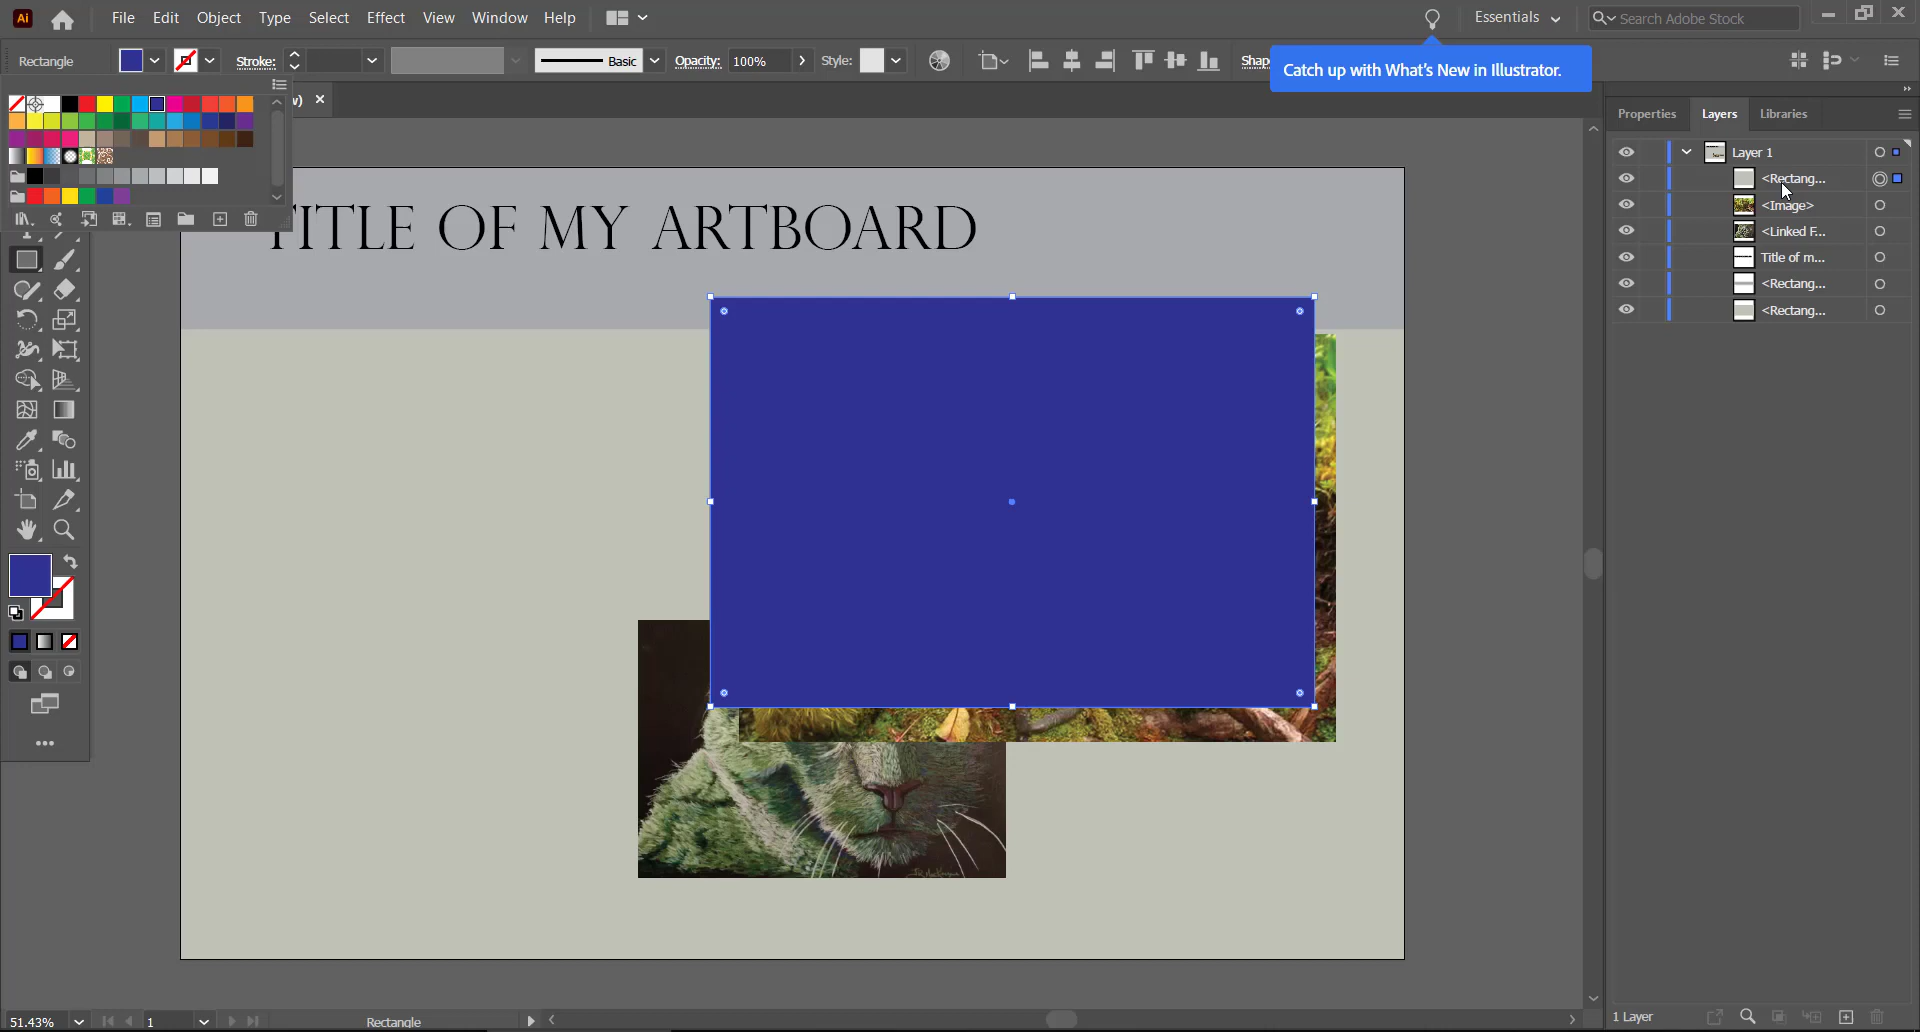 Ai
File Edit Object Type Select Effect View Window Help
Essentials
Search Adobe Stock
Rectangle
Stroke:
Basic
Opacity: 100%
Style:
Shap
Catch up with What's New in Illustrator.
w)
Properties
Layers
Libraries
Layer 1
<Rectang...
<Image>
<Linked F...
Title of m...
<Rectang...
<Rectang...
TITLE OF MY ARTBOARD
51.43%
1
Rectangle
1 Layer